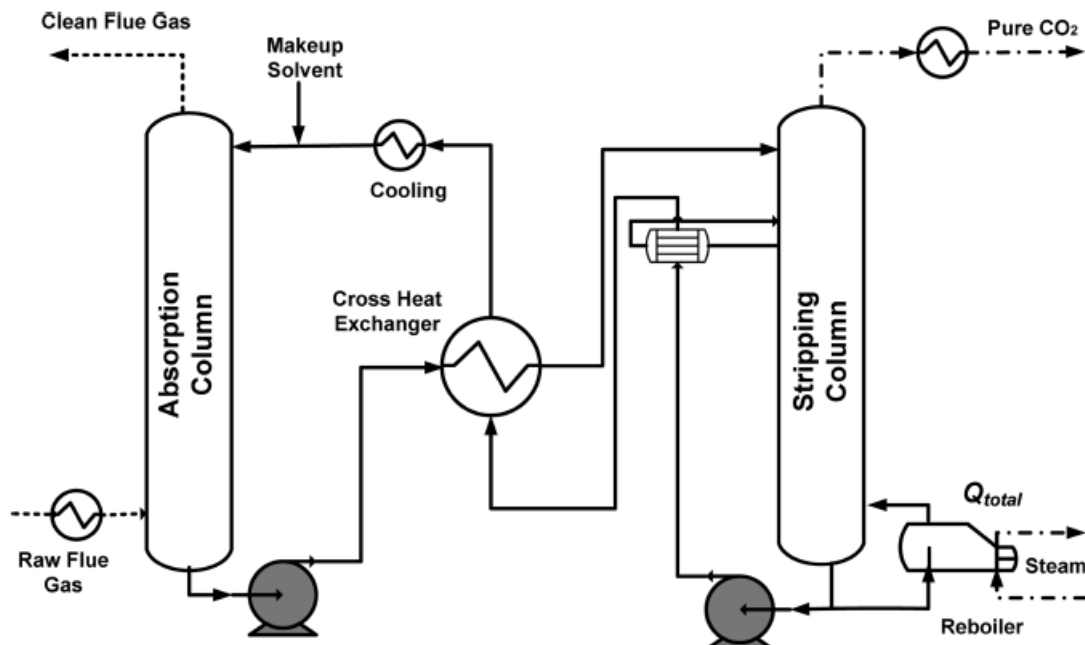 Clean Flue Gas
Makeup
Solvent
Pure CO₂
Cooling
Cross Heat
Exchanger
Absorption
Column
Stripping
Column
Qtotal
Raw Flue
Gas
Steam
Reboiler